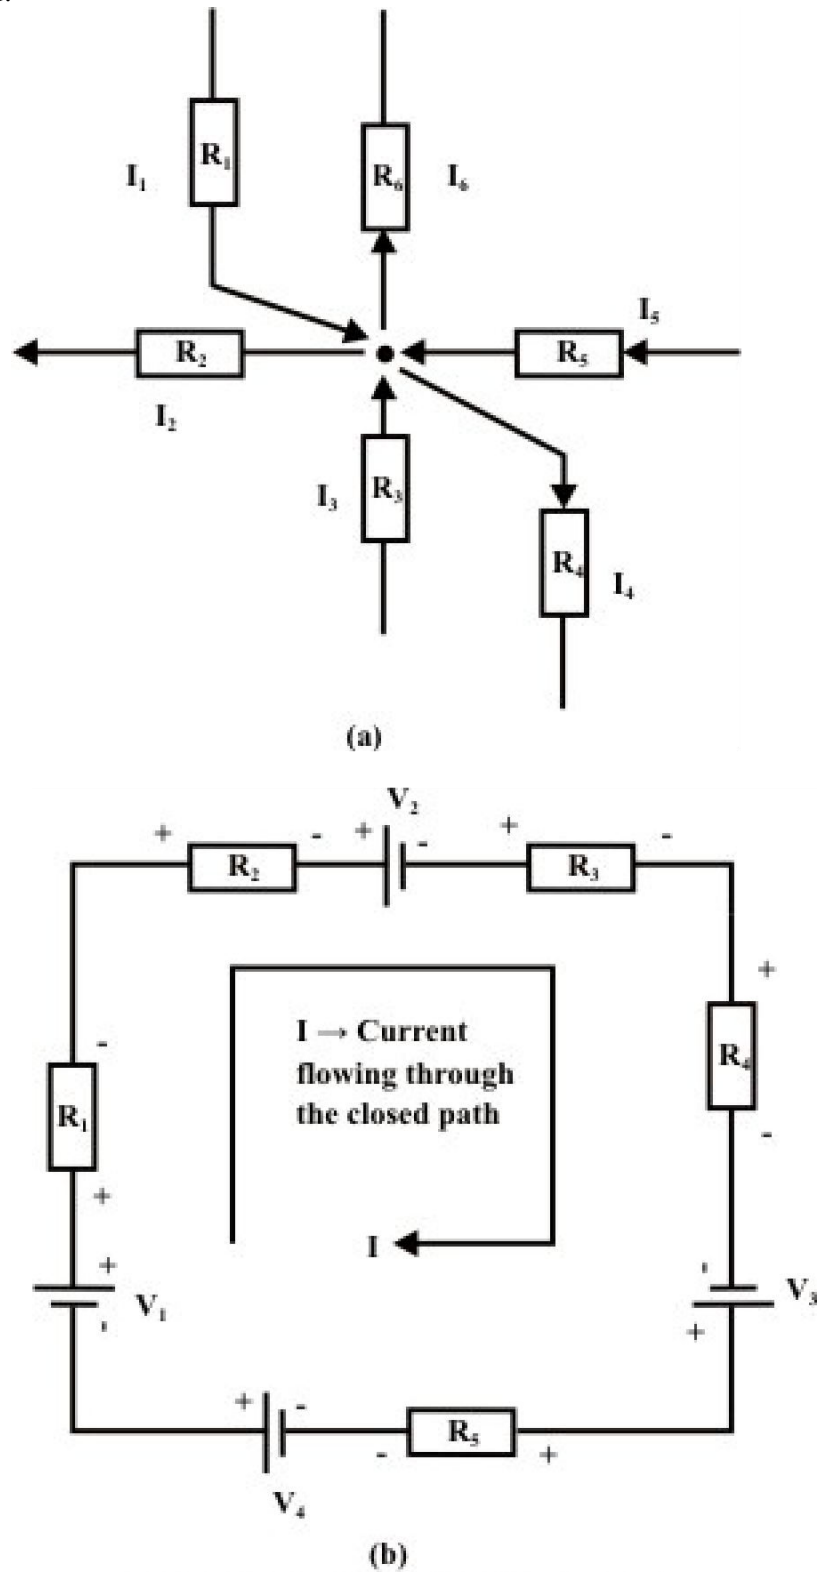 R₁
R₆
I₁
I₆
I₅
R₂
R₅
I₂
I₃
R₃
R₄
I₄
(a)
V₂
+ - + - + -
R₂
R₃
+
I → Current
flowing through
the closed path
-
R₄
R₁
-
+
I
+
-
V₁
V₃
-
+
+ -
R₅
- +
V₄
(b)